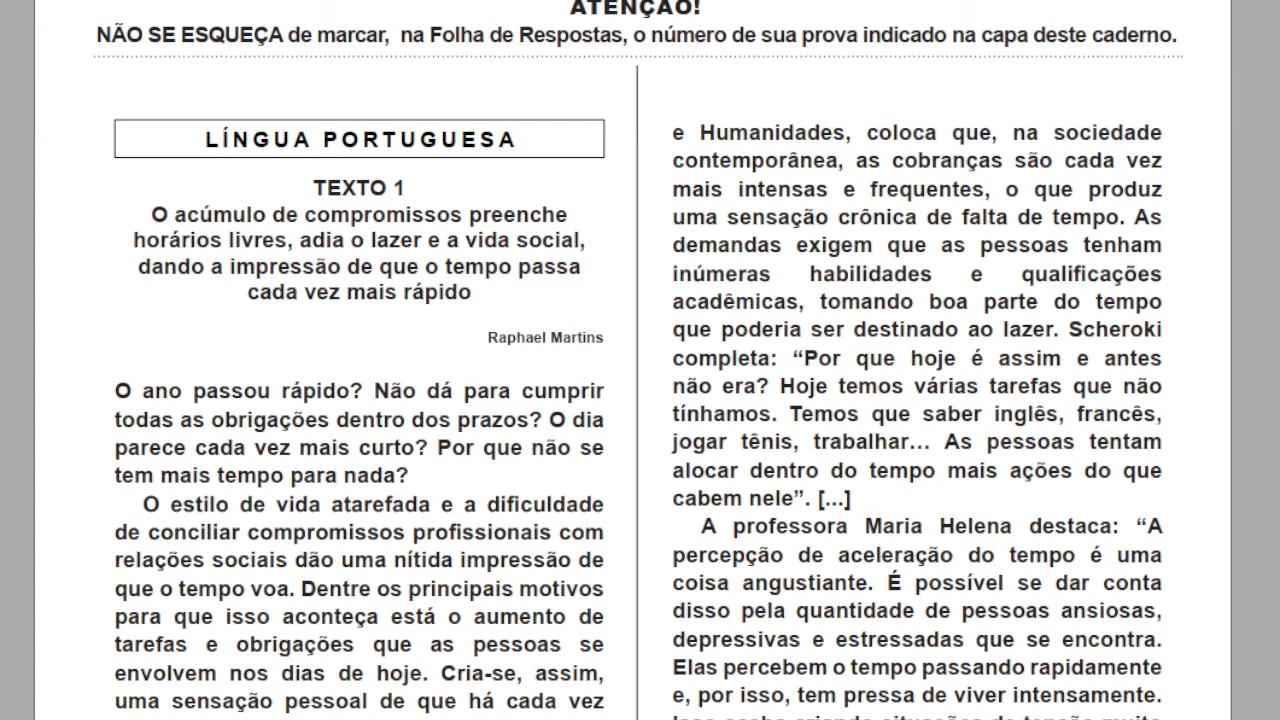 ATENÇÃO!
NÃO SE ESQUEÇA de marcar, na Folha de Respostas, o número de sua prova indicado na capa deste caderno.
LÍNGUA PORTUGUESA
TEXTO 1
O acúmulo de compromissos preenche
horários livres, adia o lazer e a vida social,
dando a impressão de que o tempo passa
cada vez mais rápido
Raphael Martins
O ano passou rápido? Não dá para cumprir
todas as obrigações dentro dos prazos? O dia
parece cada vez mais curto? Por que não se
tem mais tempo para nada?
O estilo de vida atarefada e a dificuldade
de conciliar compromissos profissionais com
relações sociais dão uma nítida impressão de
que o tempo voa. Dentre os principais motivos
para que isso aconteça está o aumento de
tarefas e obrigações que as pessoas se
envolvem nos dias de hoje. Cria-se, assim,
uma sensação pessoal de que há cada vez
e Humanidades, coloca que, na sociedade
contemporânea, as cobranças são cada vez
mais intensas e frequentes, o que produz
uma sensação crônica de falta de tempo. As
demandas exigem que as pessoas tenham
inúmeras habilidades e qualificações
acadêmicas, tomando boa parte do tempo
que poderia ser destinado ao lazer. Scheroki
completa: “Por que hoje é assim e antes
não era? Hoje temos várias tarefas que não
tínhamos. Temos que saber inglês, francês,
jogar tênis, trabalhar… As pessoas tentam
alocar dentro do tempo mais ações do que
cabem nele”. [...]
A professora Maria Helena destaca: “A
percepção de aceleração do tempo é uma
coisa angustiante. É possível se dar conta
disso pela quantidade de pessoas ansiosas,
depressivas e estressadas que se encontra.
Elas percebem o tempo passando rapidamente
e, por isso, tem pressa de viver intensamente.